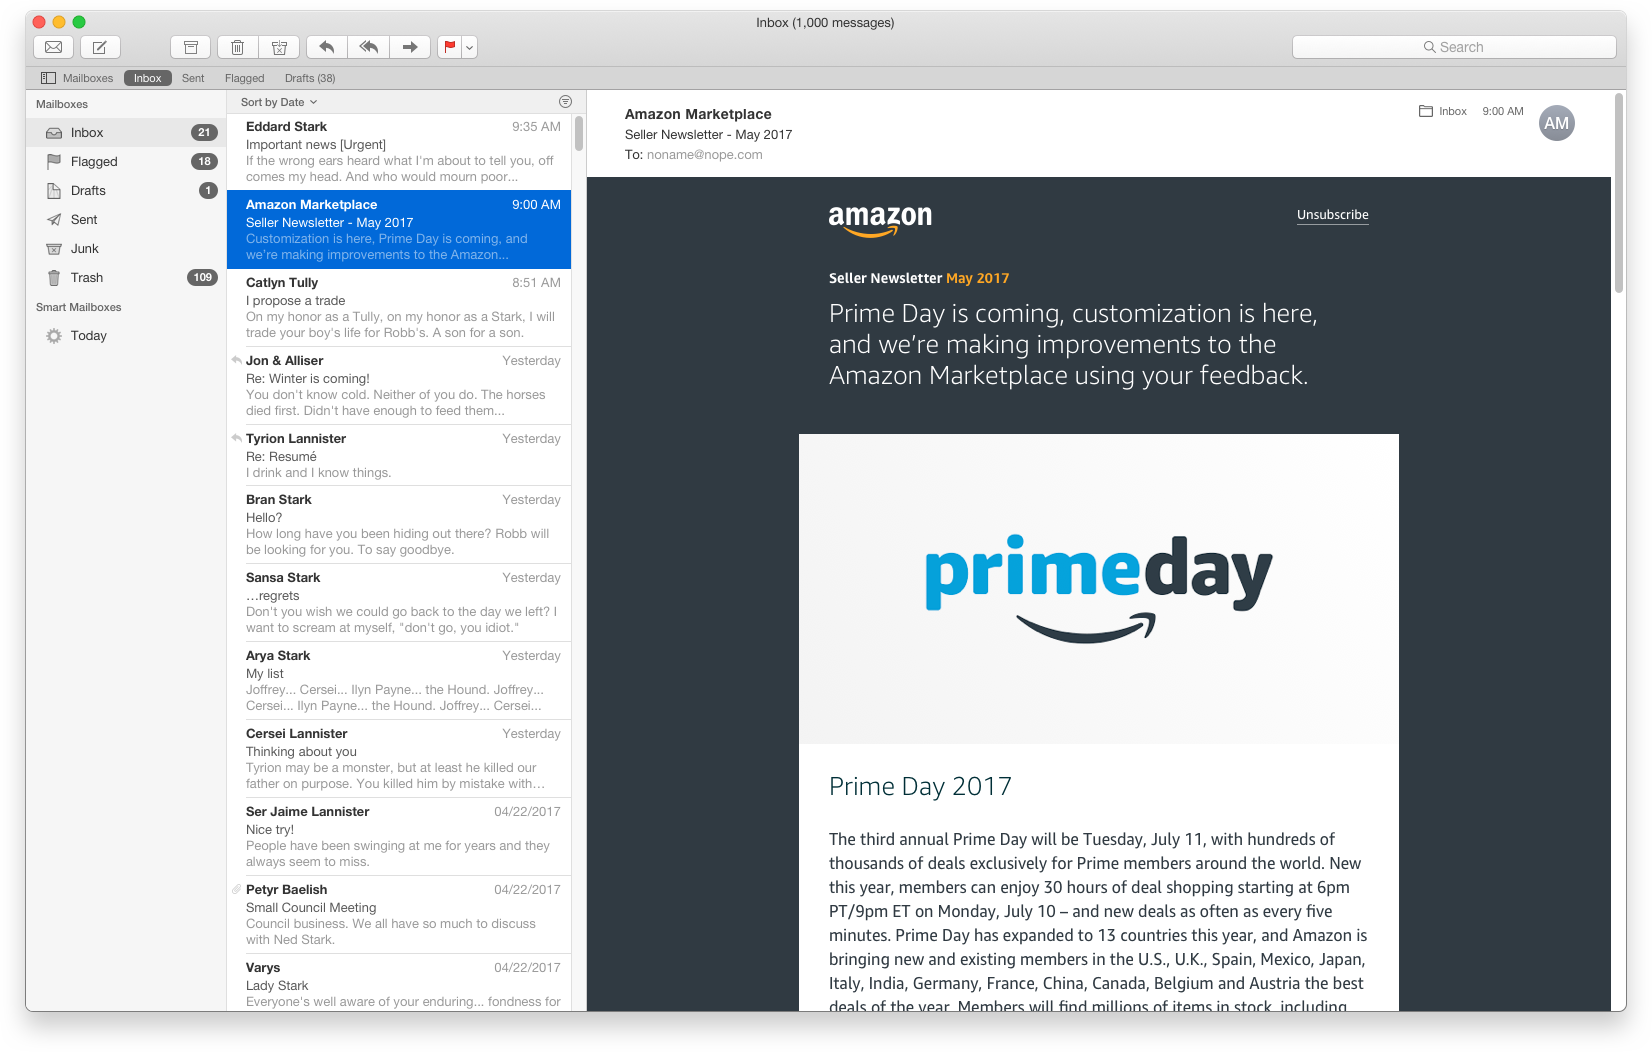 Inbox (1,000 messages)
Search
Mailboxes Inbox Sent Flagged Drafts (38)
Mailboxes
Inbox 21
Flagged 18
Drafts 1
Sent
Junk
Trash 109
Smart Mailboxes
Today
Sort by Date
Eddard Stark 9:35 AM
Important news [Urgent]
If the wrong ears heard what I'm about to tell you, off
comes my head. And who would mourn poor...
Amazon Marketplace 9:00 AM
Seller Newsletter - May 2017
Customization is here, Prime Day is coming, and
we're making improvements to the Amazon...
Catlyn Tully 8:51 AM
I propose a trade
On my honor as a Tully, on my honor as a Stark, I will
trade your boy's life for Robb's. A son for a son.
Jon & Alliser Yesterday
Re: Winter is coming!
You don't know cold. Neither of you do. The horses
died first. Didn't have enough to feed them...
Tyrion Lannister Yesterday
Re: Resumé
I drink and I know things.
Bran Stark Yesterday
Hello?
How long have you been hiding out there? Robb will
be looking for you. To say goodbye.
Sansa Stark Yesterday
...regrets
Don't you wish we could go back to the day we left? I
want to scream at myself, "don't go, you idiot."
Arya Stark Yesterday
My list
Joffrey... Cersei... Ilyn Payne... the Hound. Joffrey...
Cersei... Ilyn Payne... the Hound. Joffrey... Cersei...
Cersei Lannister Yesterday
Thinking about you
Tyrion may be a monster, but at least he killed our
father on purpose. You killed him by mistake with...
Ser Jaime Lannister 04/22/2017
Nice try!
People have been swinging at me for years and they
always seem to miss.
Petyr Baelish 04/22/2017
Small Council Meeting
Council business. We all have so much to discuss
with Ned Stark.
Varys 04/22/2017
Lady Stark
Everyone's well aware of your enduring... fondness for
Amazon Marketplace
Seller Newsletter - May 2017
To: noname@nope.com
Inbox 9:00 AM
AM
amazon
Unsubscribe
Seller Newsletter May 2017
Prime Day is coming, customization is here,
and we're making improvements to the
Amazon Marketplace using your feedback.
primeday
Prime Day 2017
The third annual Prime Day will be Tuesday, July 11, with hundreds of
thousands of deals exclusively for Prime members around the world. New
this year, members can enjoy 30 hours of deal shopping starting at 6pm
PT/9pm ET on Monday, July 10 – and new deals as often as every five
minutes. Prime Day has expanded to 13 countries this year, and Amazon is
bringing new and existing members in the U.S., U.K., Spain, Mexico, Japan,
Italy, India, Germany, France, China, Canada, Belgium and Austria the best
deals of the year. Members will find millions of items in stock, including